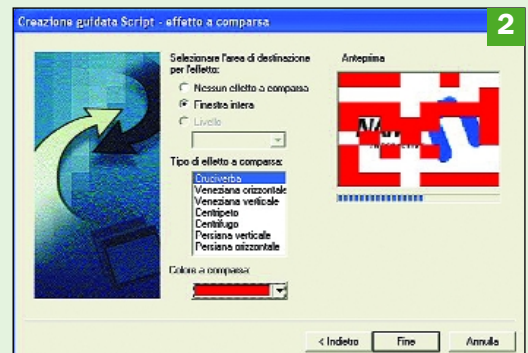 Creazione guidata Script - effetto a comparsa
2
Selezionare l'area di destinazione
per l'effetto:
Nessun effetto a comparsa
Finestra intera
Livello
Tipo di effetto a comparsa:
Cruciverba
Veneziana orizzontale
Veneziana verticale
Centripeto
Centrifugo
Persiana verticale
Persiana orizzontale
Colore a comparsa:
Anteprima
< Indietro
Fine
Annulla